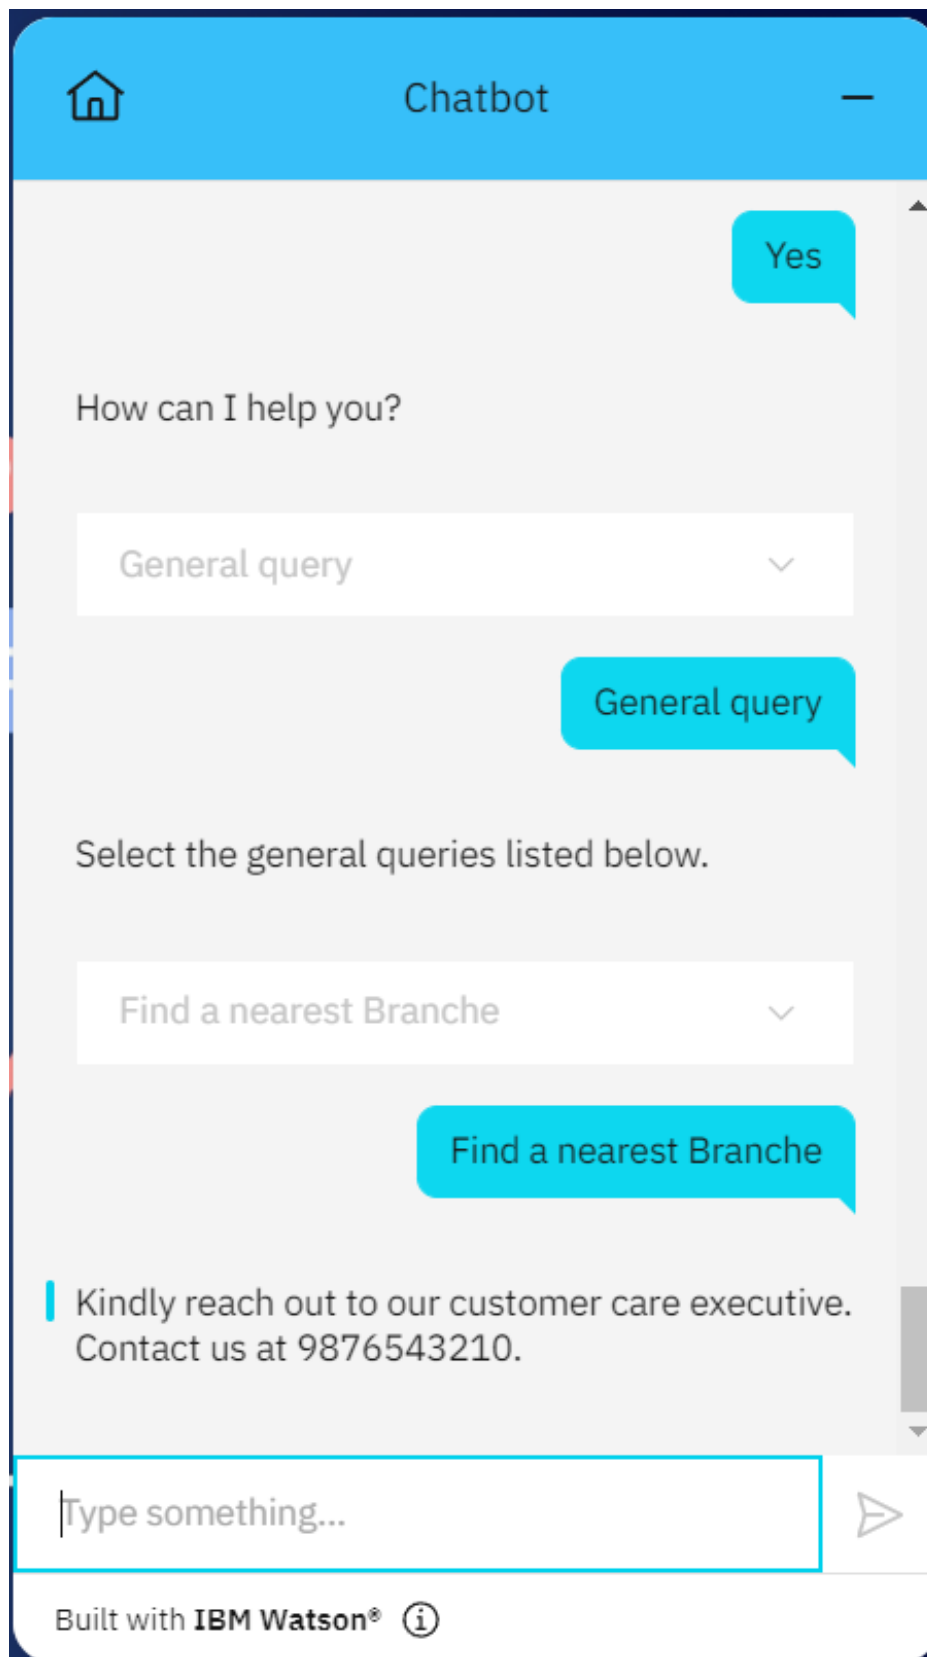 Chatbot
Yes
How can I help you?
General query
General query
Select the general queries listed below.
Find a nearest Branche
Find a nearest Branche
Kindly reach out to our customer care executive.
Contact us at 9876543210.
Type something...
Built with IBM Watson®